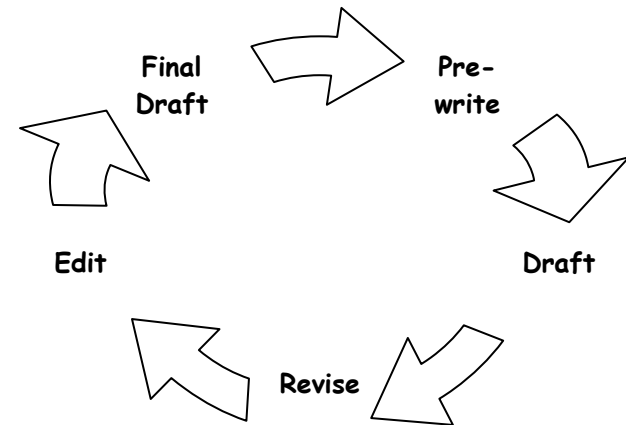 Final
Draft
Pre-
write
Draft
Revise
Edit